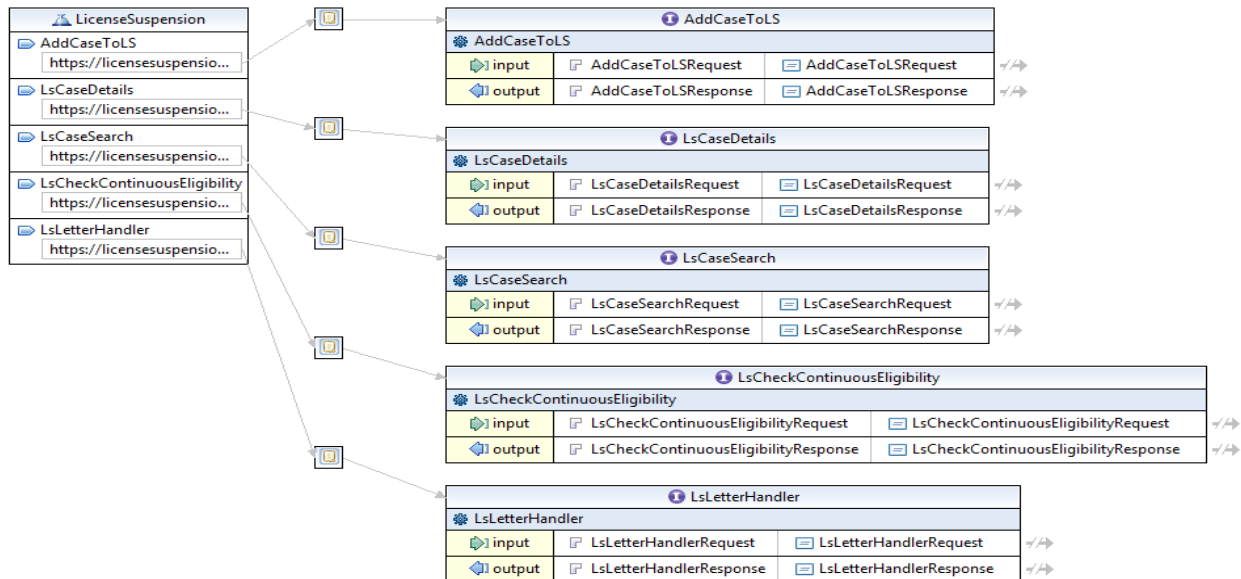 LicenseSuspension
AddCaseToLS
https://licensesuspensio...
LsCaseDetails
https://licensesuspensio...
LsCaseSearch
https://licensesuspensio...
LsCheckContinuousEligibility
https://licensesuspensio...
LsLetterHandler
https://licensesuspensio...
AddCaseToLS
AddCaseToLS
input AddCaseToLSRequest AddCaseToLSRequest
output AddCaseToLSResponse AddCaseToLSResponse
LsCaseDetails
LsCaseDetails
input LsCaseDetailsRequest LsCaseDetailsRequest
output LsCaseDetailsResponse LsCaseDetailsResponse
LsCaseSearch
LsCaseSearch
input LsCaseSearchRequest LsCaseSearchRequest
output LsCaseSearchResponse LsCaseSearchResponse
LsCheckContinuousEligibility
LsCheckContinuousEligibility
input LsCheckContinuousEligibilityRequest LsCheckContinuousEligibilityRequest
output LsCheckContinuousEligibilityResponse LsCheckContinuousEligibilityResponse
LsLetterHandler
LsLetterHandler
input LsLetterHandlerRequest LsLetterHandlerRequest
output LsLetterHandlerResponse LsLetterHandlerResponse